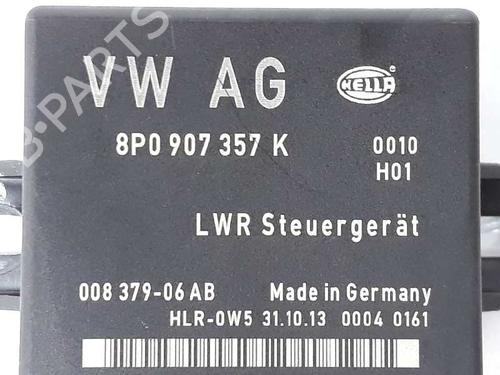 VW AG HELLA
8P0 907 357 K 0010
H01
LWR Steuergerät
008 379-06 AB Made in Germany
HLR-0W5 31.10.13 0004 0161
B-PARTS